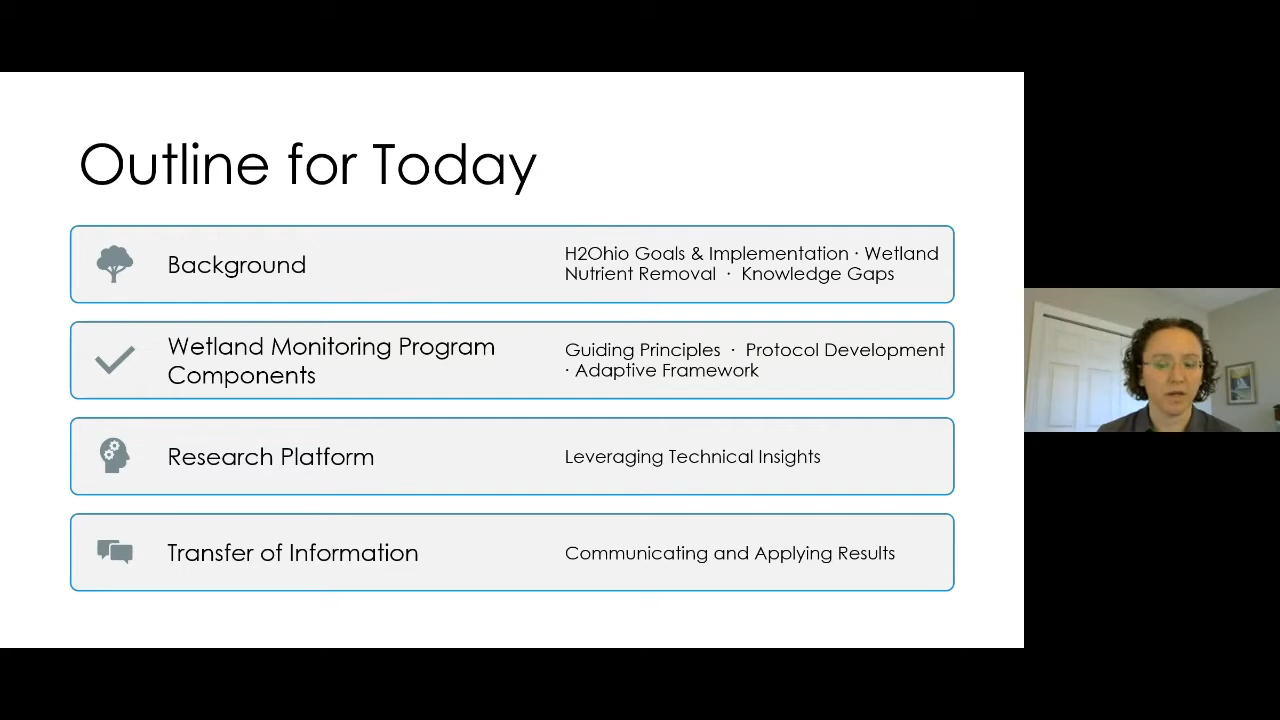 Outline for Today
Background
H2Ohio Goals & Implementation · Wetland
Nutrient Removal · Knowledge Gaps
Wetland Monitoring Program
Components
Guiding Principles · Protocol Development
· Adaptive Framework
Research Platform
Leveraging Technical Insights
Transfer of Information
Communicating and Applying Results